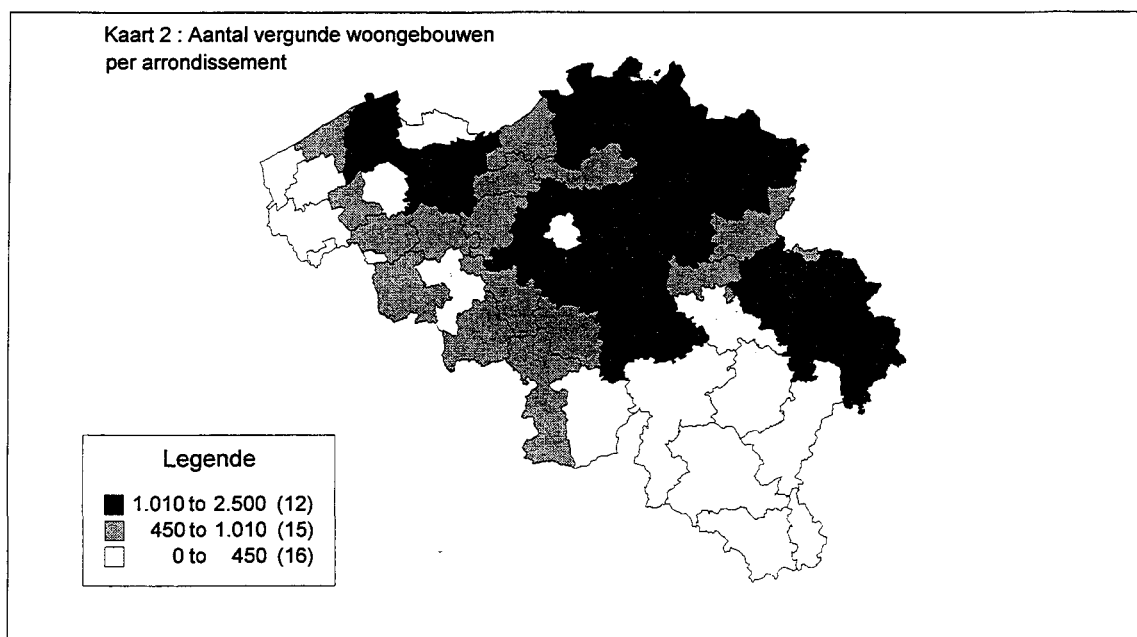 Kaart 2 : Aantal vergunde woongebouwen
per arrondissement
Legende
1.010 to 2.500 (12)
450 to 1.010 (15)
0 to 450 (16)